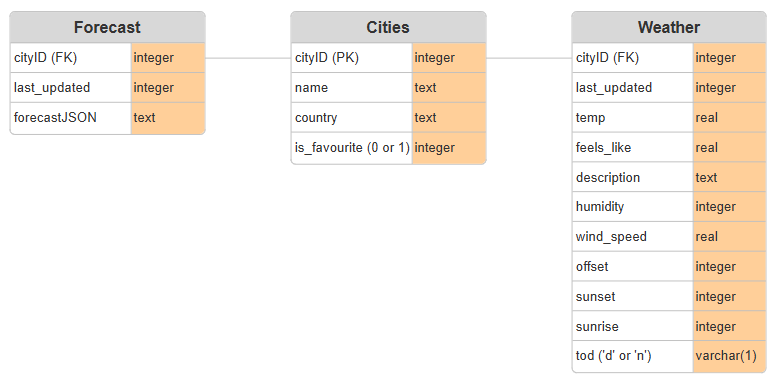 Forecast
cityID (FK) integer
last_updated integer
forecastJSON text
Cities
cityID (PK) integer
name text
country text
is_favourite (0 or 1) integer
Weather
cityID (FK) integer
last_updated integer
temp real
feels_like real
description text
humidity integer
wind_speed real
offset integer
sunset integer
sunrise integer
tod ('d' or 'n') varchar(1)